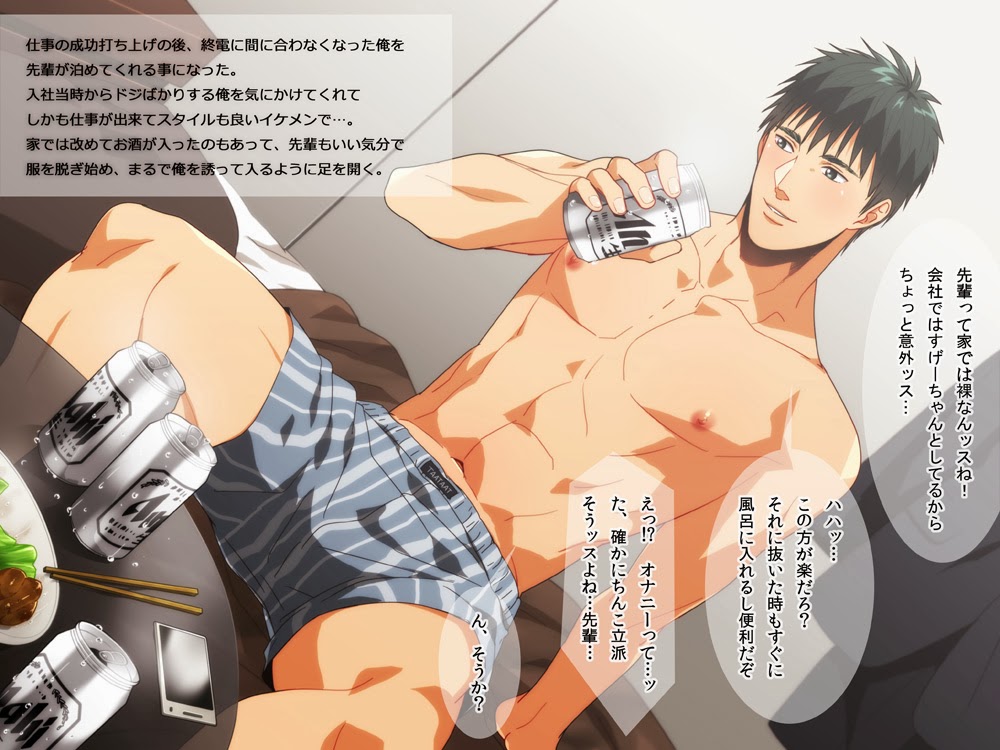 仕事の成功打ち上げの後、終電に間に合わなくなった俺を
先輩が泊めてくれる事になった。
入社当時からドジばかりする俺を気にかけてくれて
しかも仕事が出来てスタイルも良いイケメンで…。
家では改めてお酒が入ったのもあって、先輩もいい気分で
服を脱ぎ始め、まるで俺を誘って入るように足を開く。
先輩って家では裸なんッスね！
会社ではすげーちゃんとしてるから
ちょっと意外ッス…
ハハッ…
この方が楽だろ？
それに抜いた時もすぐに
風呂に入れるし便利だぞ
えっ!?　オナニーって…ッ
た、確かにちんこ立派
そうッスよね…先輩…
ん、そうか？
TAATAAT